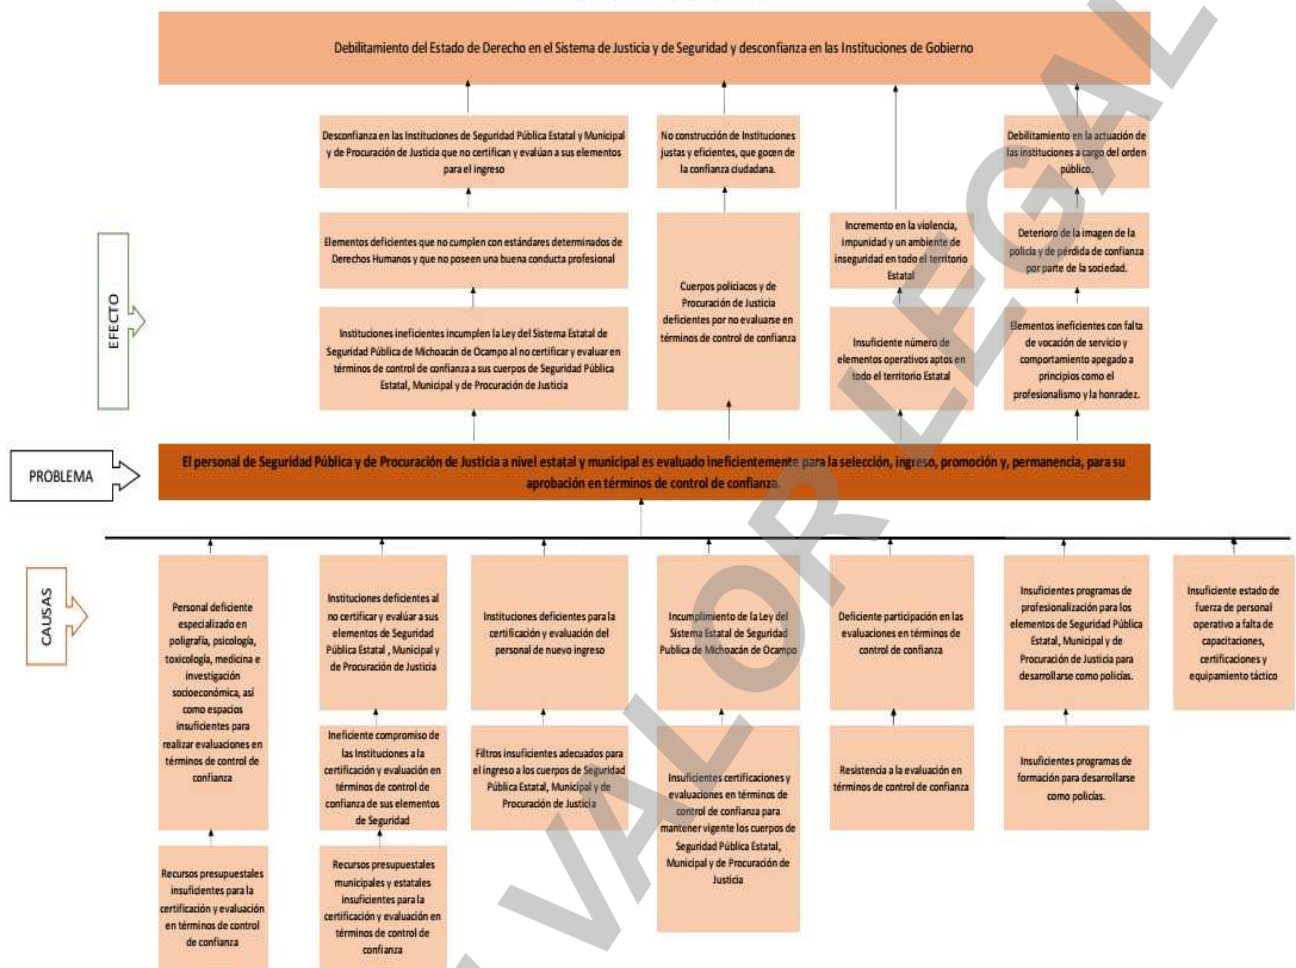 Debilitamiento del Estado de Derecho en el Sistema de Justicia y de Seguridad y desconfianza en las Instituciones de Gobierno
Desconfianza en las Instituciones de Seguridad Pública Estatal y Municipal
y de Procuración de Justicia que no certifican y evalúan a sus elementos
para el ingreso
No construcción de Instituciones
justas y eficientes, que gocen de
la confianza ciudadana.
Debilitamiento en la actuación de
las instituciones a cargo del orden
público.
Elementos deficientes que no cumplen con estándares determinados de
Derechos Humanos y que no poseen una buena conducta profesional
Cuerpos policiacos y de
Procuración de Justicia
deficientes por no evaluarse en
términos de control de confianza
Incremento en la violencia,
impunidad y un ambiente de
inseguridad en todo el territorio
Estatal
Deterioro de la imagen de la
policía y de pérdida de confianza
por parte de la sociedad.
EFECTO
Instituciones ineficientes incumplen la Ley del Sistema Estatal de
Seguridad Pública de Michoacán de Ocampo al no certificar y evaluar en
términos de control de confianza a sus cuerpos de Seguridad Pública
Estatal, Municipal y de Procuración de Justicia
Insuficiente número de
elementos operativos aptos en
todo el territorio Estatal
Elementos ineficientes con falta
de vocación de servicio y
comportamiento apegado a
principios como el
profesionalismo y la honradez.
PROBLEMA
El personal de Seguridad Pública y de Procuración de Justicia a nivel estatal y municipal es evaluado ineficientemente para la selección, ingreso, promoción y, permanencia, para su
aprobación en términos de control de confianza.
CAUSAS
Personal deficiente
especializado en
poligrafía, psicología,
toxicología, medicina e
investigación
socioeconómica, así
como espacios
insuficientes para
realizar evaluaciones en
términos de control de
confianza
Instituciones deficientes al
no certificar y evalúar a sus
elementos de Seguridad
Pública Estatal , Municipal y
de Procuración de Justicia
Instituciones deficientes para la
certificación y evaluación del
personal de nuevo ingreso
Incumplimiento de la Ley del
Sistema Estatal de Seguridad
Publica de Michoacán de Ocampo
Deficiente participación en las
evaluaciones en términos de
control de confianza
Insuficientes programas de
profesionalización para los
elementos de Seguridad Pública
Estatal, Municipal y de
Procuración de Justicia para
desarrollarse como policías.
Insuficiente estado de
fuerza de personal
operativo a falta de
capacitaciones,
certificaciones y
equipamiento táctico
Ineficiente compromiso de
las Instituciones a la
certificación y evaluación en
términos de control de
confianza de sus elementos
de Seguridad
Filtros insuficientes adecuados para
el ingreso a los cuerpos de Seguridad
Pública Estatal, Municipal y de
Procuración de Justicia
Insuficientes certificaciones y
evaluaciones en términos de
control de confianza para
mantener vigente los cuerpos de
Seguridad Pública Estatal,
Municipal y de Procuración de
Justicia
Resistencia a la evaluación en
términos de control de confianza
Insuficientes programas de
formación para desarrollarse
como policías.
Recursos presupuestales
insuficientes para la
certificación y evaluación
en términos de control
de confianza
Recursos presupuestales
municipales y estatales
insuficientes para la
certificación y evaluación en
términos de control de
confianza
VALOR LEGAL